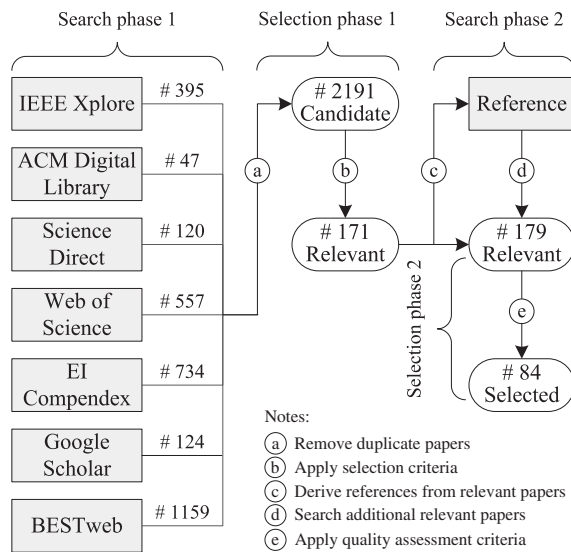 Search phase 1
Selection phase 1
Search phase 2
IEEE Xplore
# 395
ACM Digital
Library
# 47
Science
Direct
# 120
Web of
Science
# 557
EI
Compendex
# 734
Google
Scholar
# 124
BESTweb
# 1159
a
# 2191
Candidate
b
# 171
Relevant
c
Reference
d
# 179
Relevant
Selection phase 2
e
# 84
Selected
Notes:
a Remove duplicate papers
b Apply selection criteria
c Derive references from relevant papers
d Search additional relevant papers
e Apply quality assessment criteria